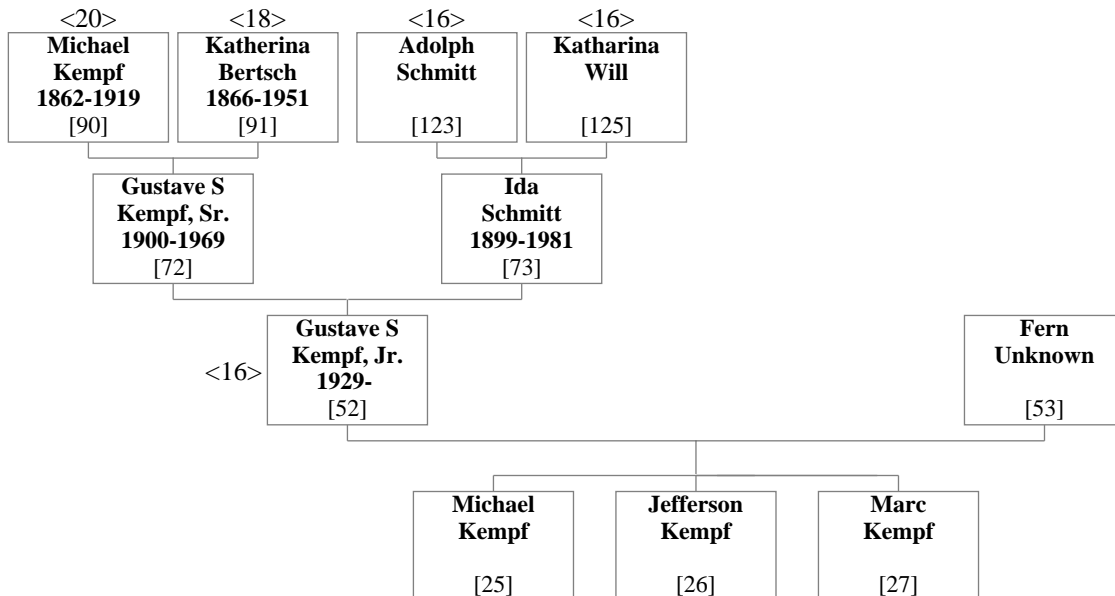 <20>
<18>
<16>
<16>
Michael
Kempf
1862-1919
[90]
Katherina
Bertsch
1866-1951
[91]
Adolph
Schmitt
[123]
Katharina
Will
[125]
Gustave S
Kempf, Sr.
1900-1969
[72]
Ida
Schmitt
1899-1981
[73]
<16>
Gustave S
Kempf, Jr.
1929-
[52]
Fern
Unknown
[53]
Michael
Kempf
[25]
Jefferson
Kempf
[26]
Marc
Kempf
[27]